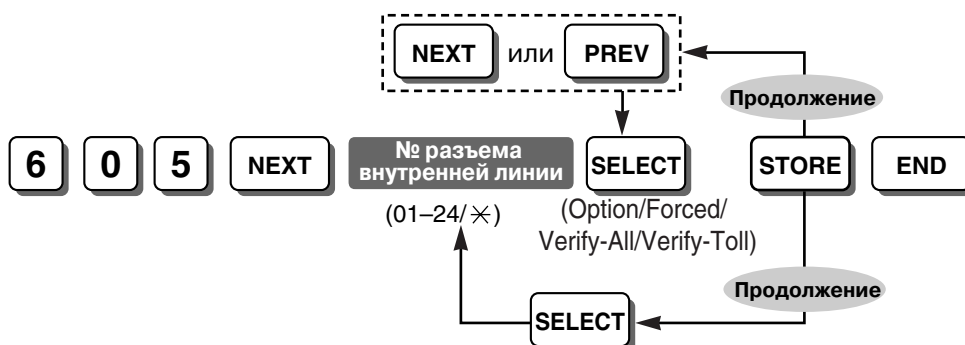 NEXT или PREV
Продолжение
6 0 5 NEXT № разъема внутренней линии SELECT STORE END
(01–24/✳)
(Option/Forced/
Verify-All/Verify-Toll)
Продолжение
SELECT